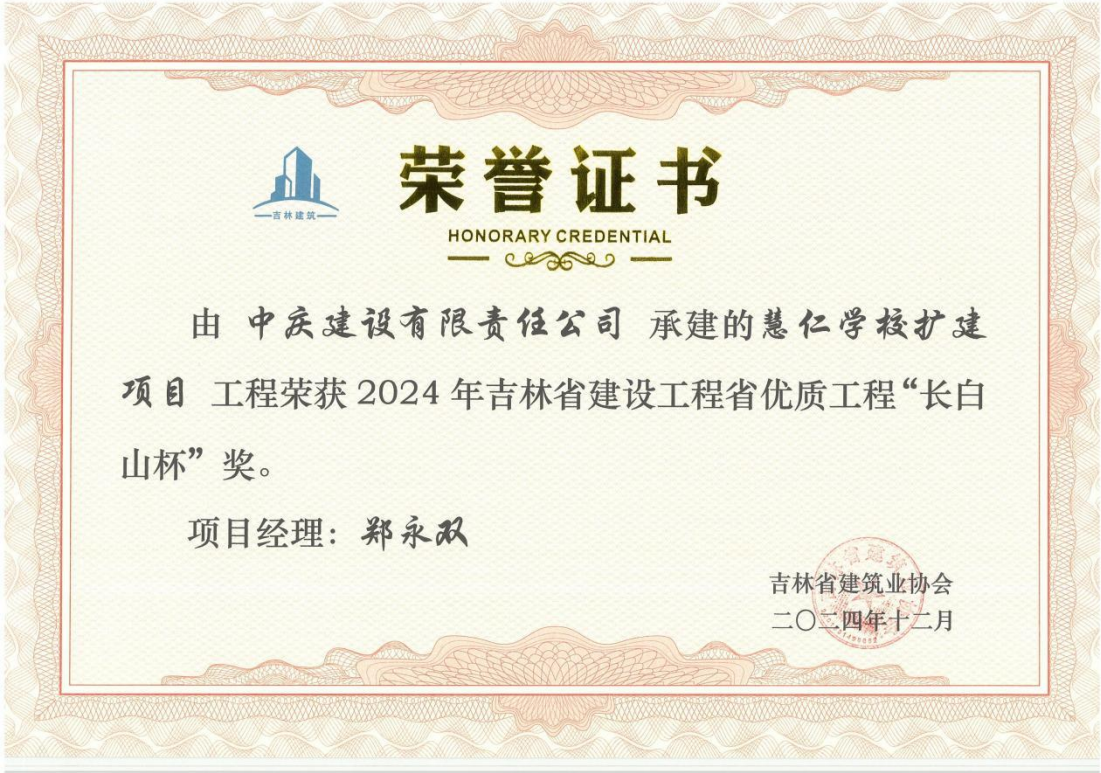 吉林建筑
荣誉证书
HONORARY CREDENTIAL
由 中庆建设有限责任公司 承建的慧仁学校扩建
项目 工程荣获 2024 年吉林省建设工程省优质工程“长白
山杯”奖。
项目经理：郑永双
吉林省建筑业协会
二〇二四年十二月